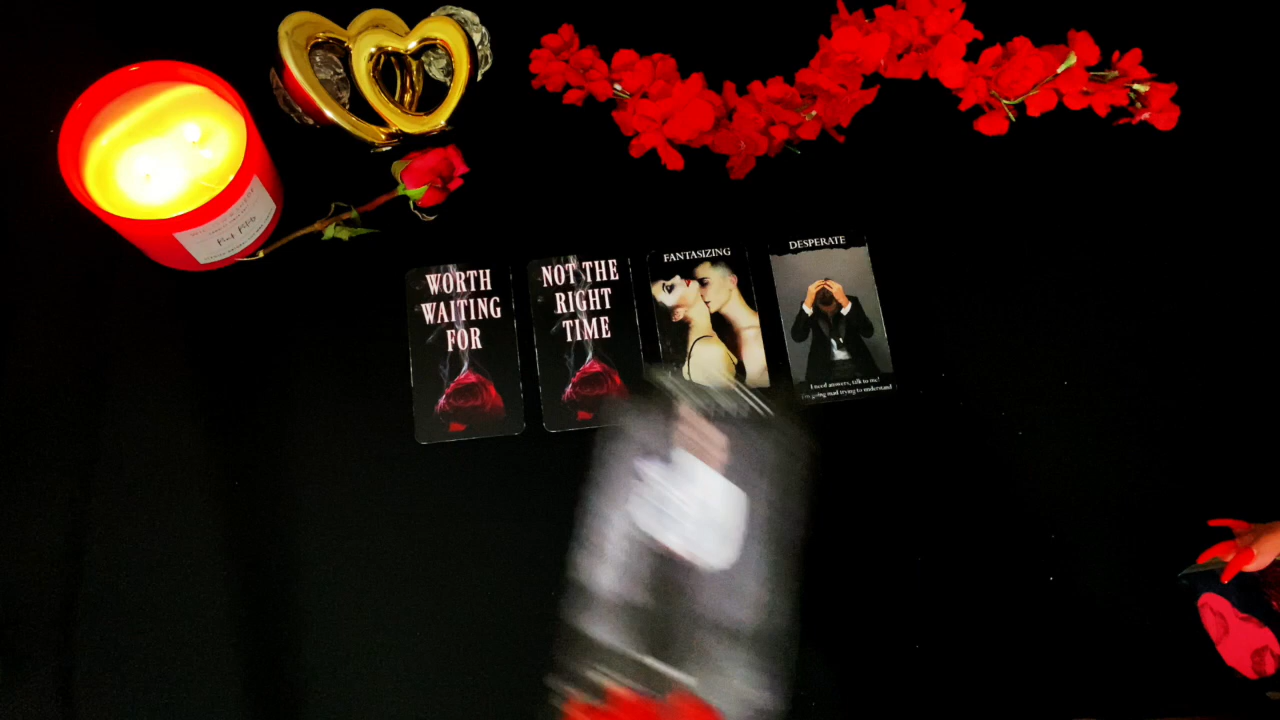 WORTH
WAITING
FOR
NOT THE
RIGHT
TIME
FANTASIZING
DESPERATE
I need answers, talk to me!
I'm going mad trying to understand